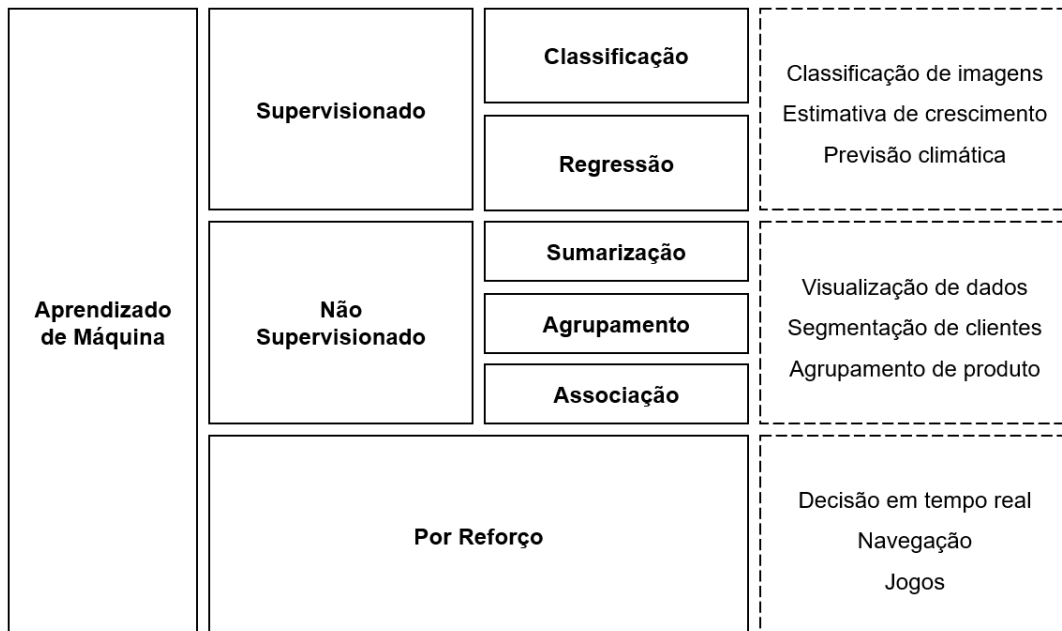 Aprendizado
de Máquina
Supervisionado
Classificação
Regressão
Classificação de imagens
Estimativa de crescimento
Previsão climática
Não
Supervisionado
Sumarização
Agrupamento
Associação
Visualização de dados
Segmentação de clientes
Agrupamento de produto
Por Reforço
Decisão em tempo real
Navegação
Jogos